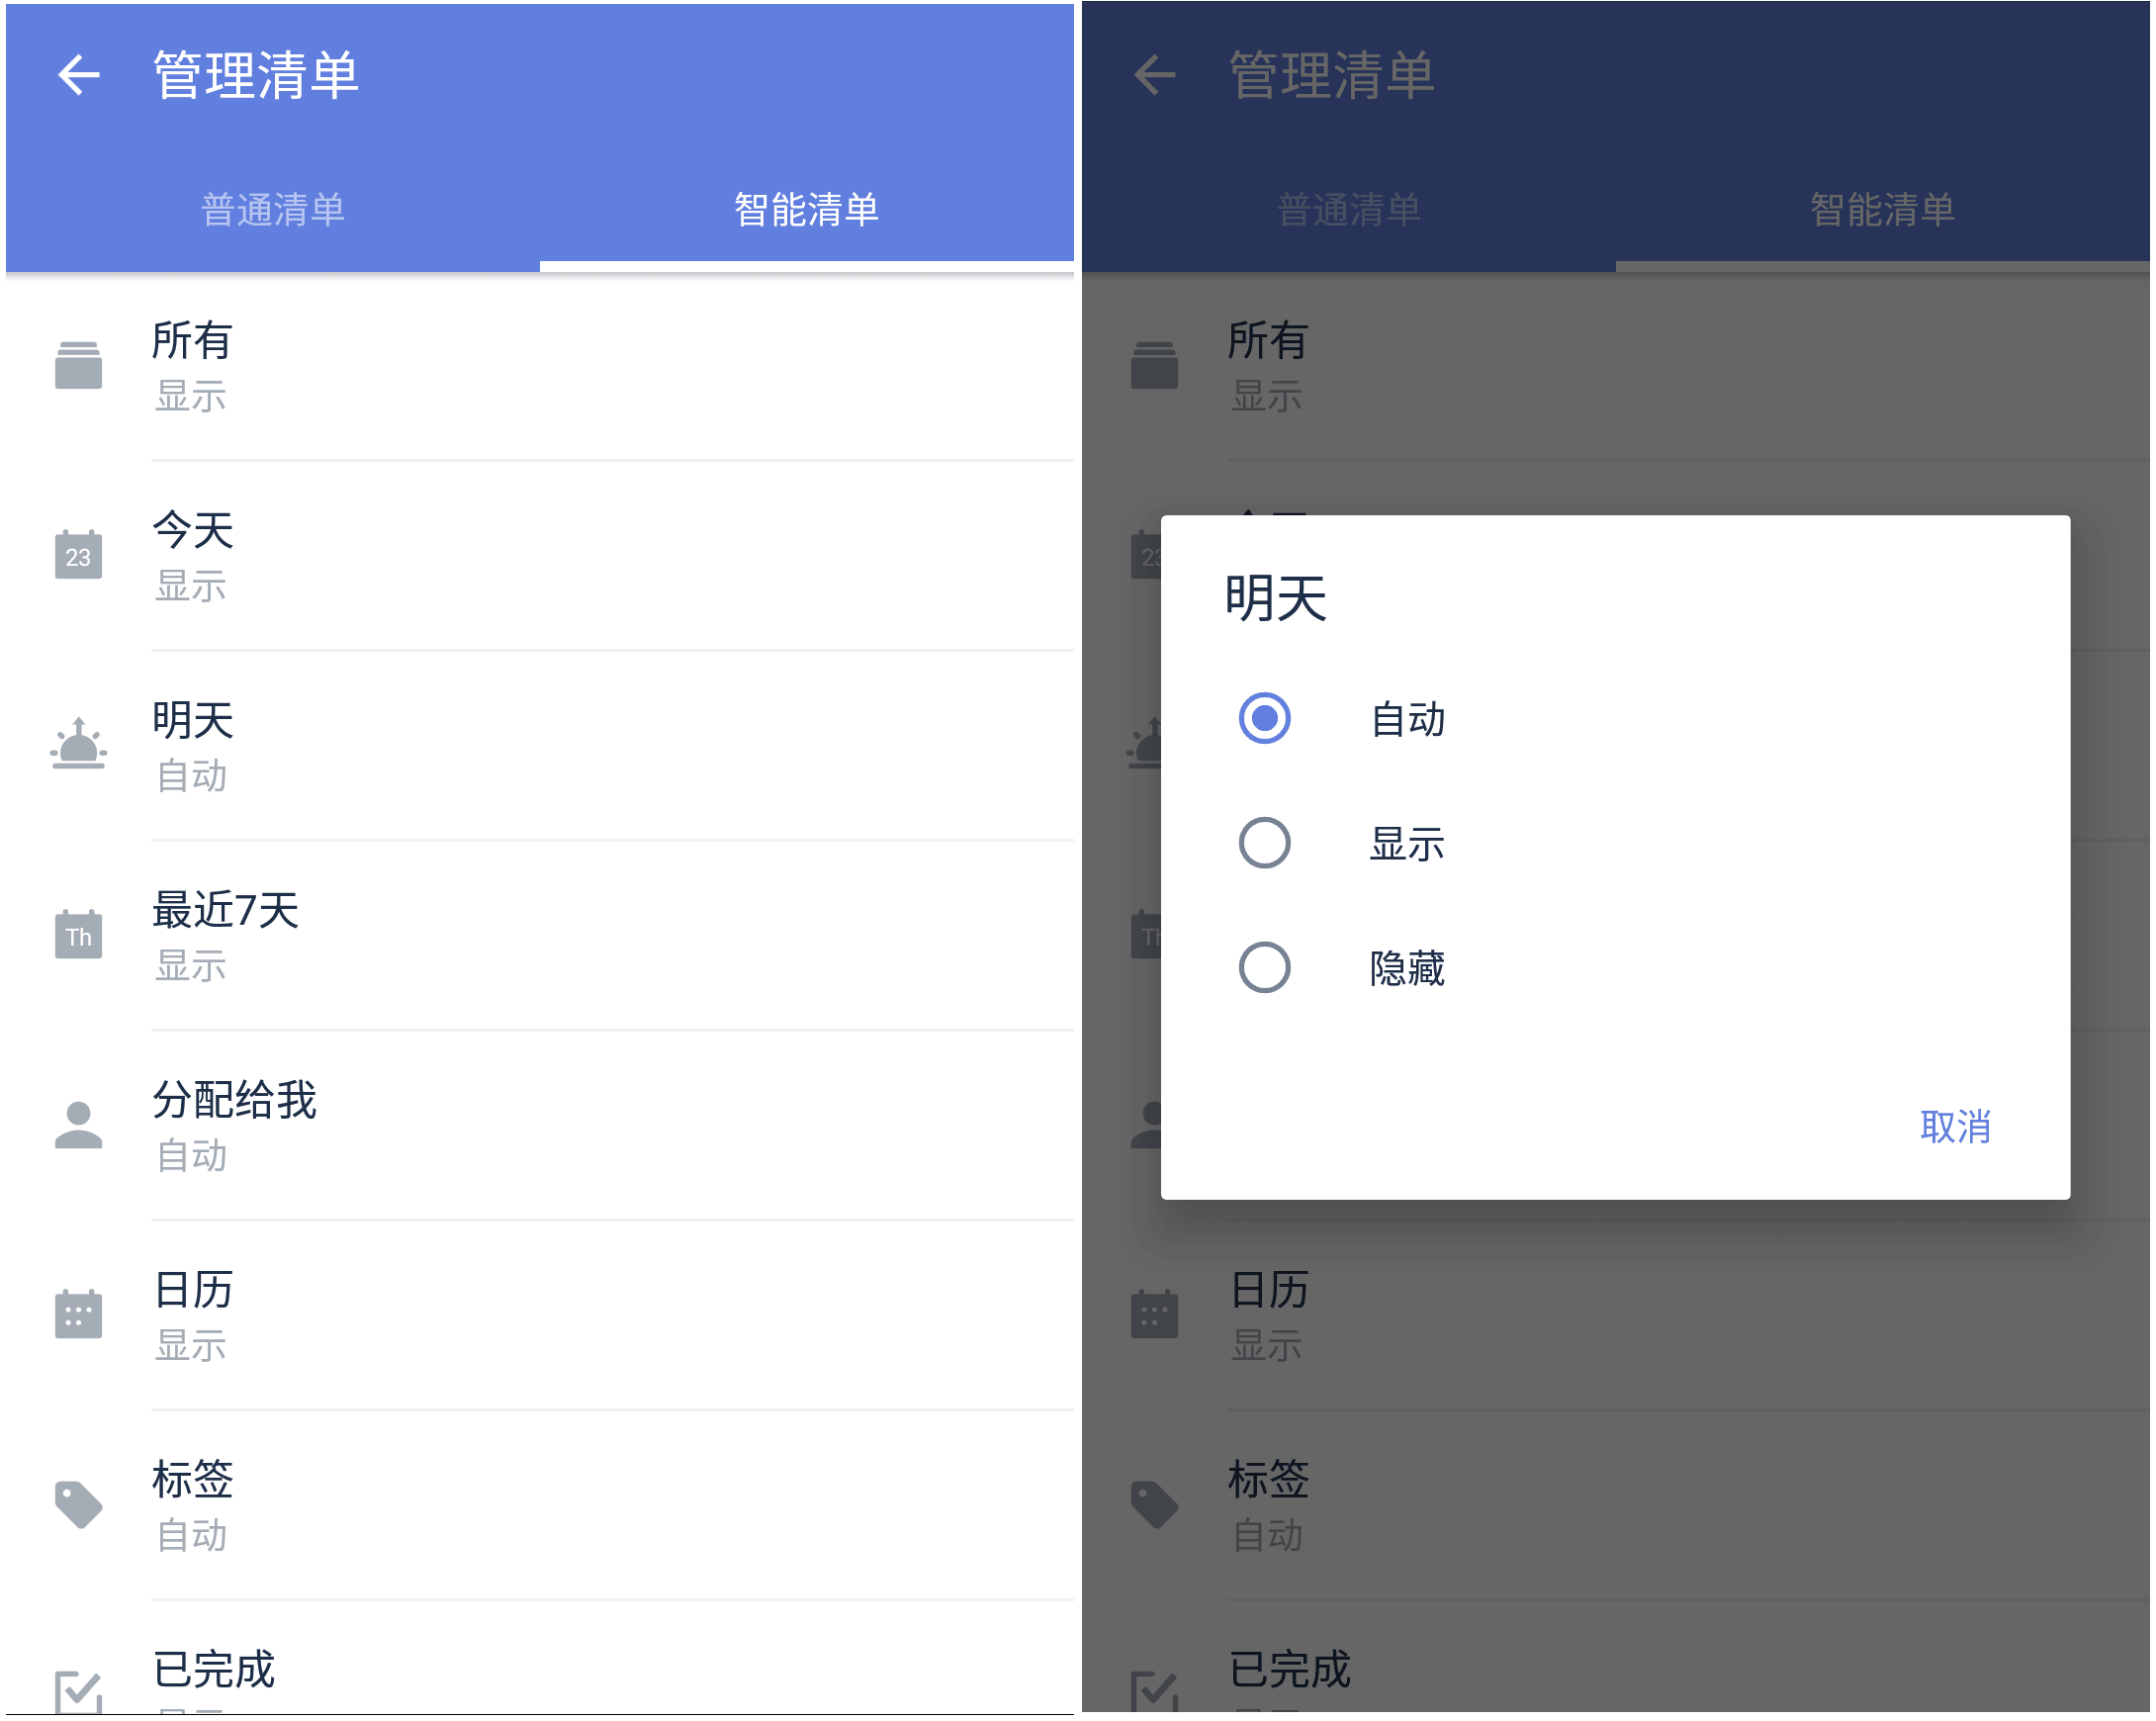 管理清单
普通清单 智能清单
所有
显示
23
今天
显示
明天
自动
Th
最近7天
显示
分配给我
自动
日历
显示
标签
自动
已完成
管理清单
普通清单 智能清单
所有
显示
明天
自动
显示
隐藏
取消
日历
显示
标签
自动
已完成